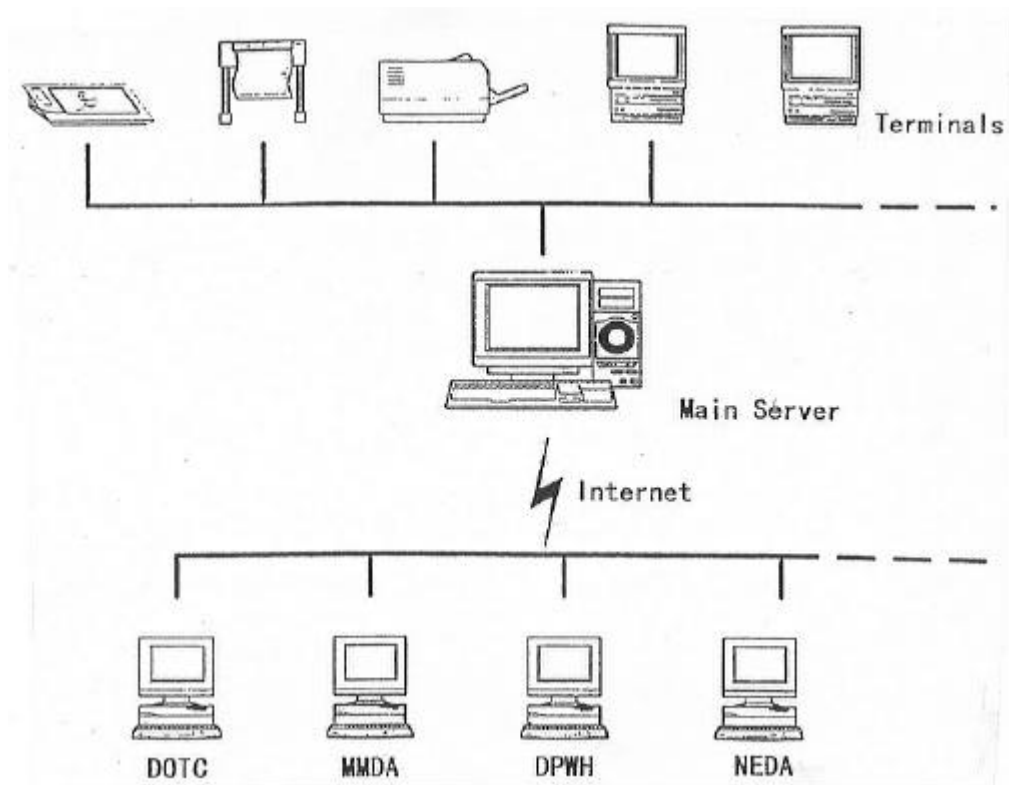 Terminals
Main Server
Internet
DOTC
MMDA
DPWH
NEDA